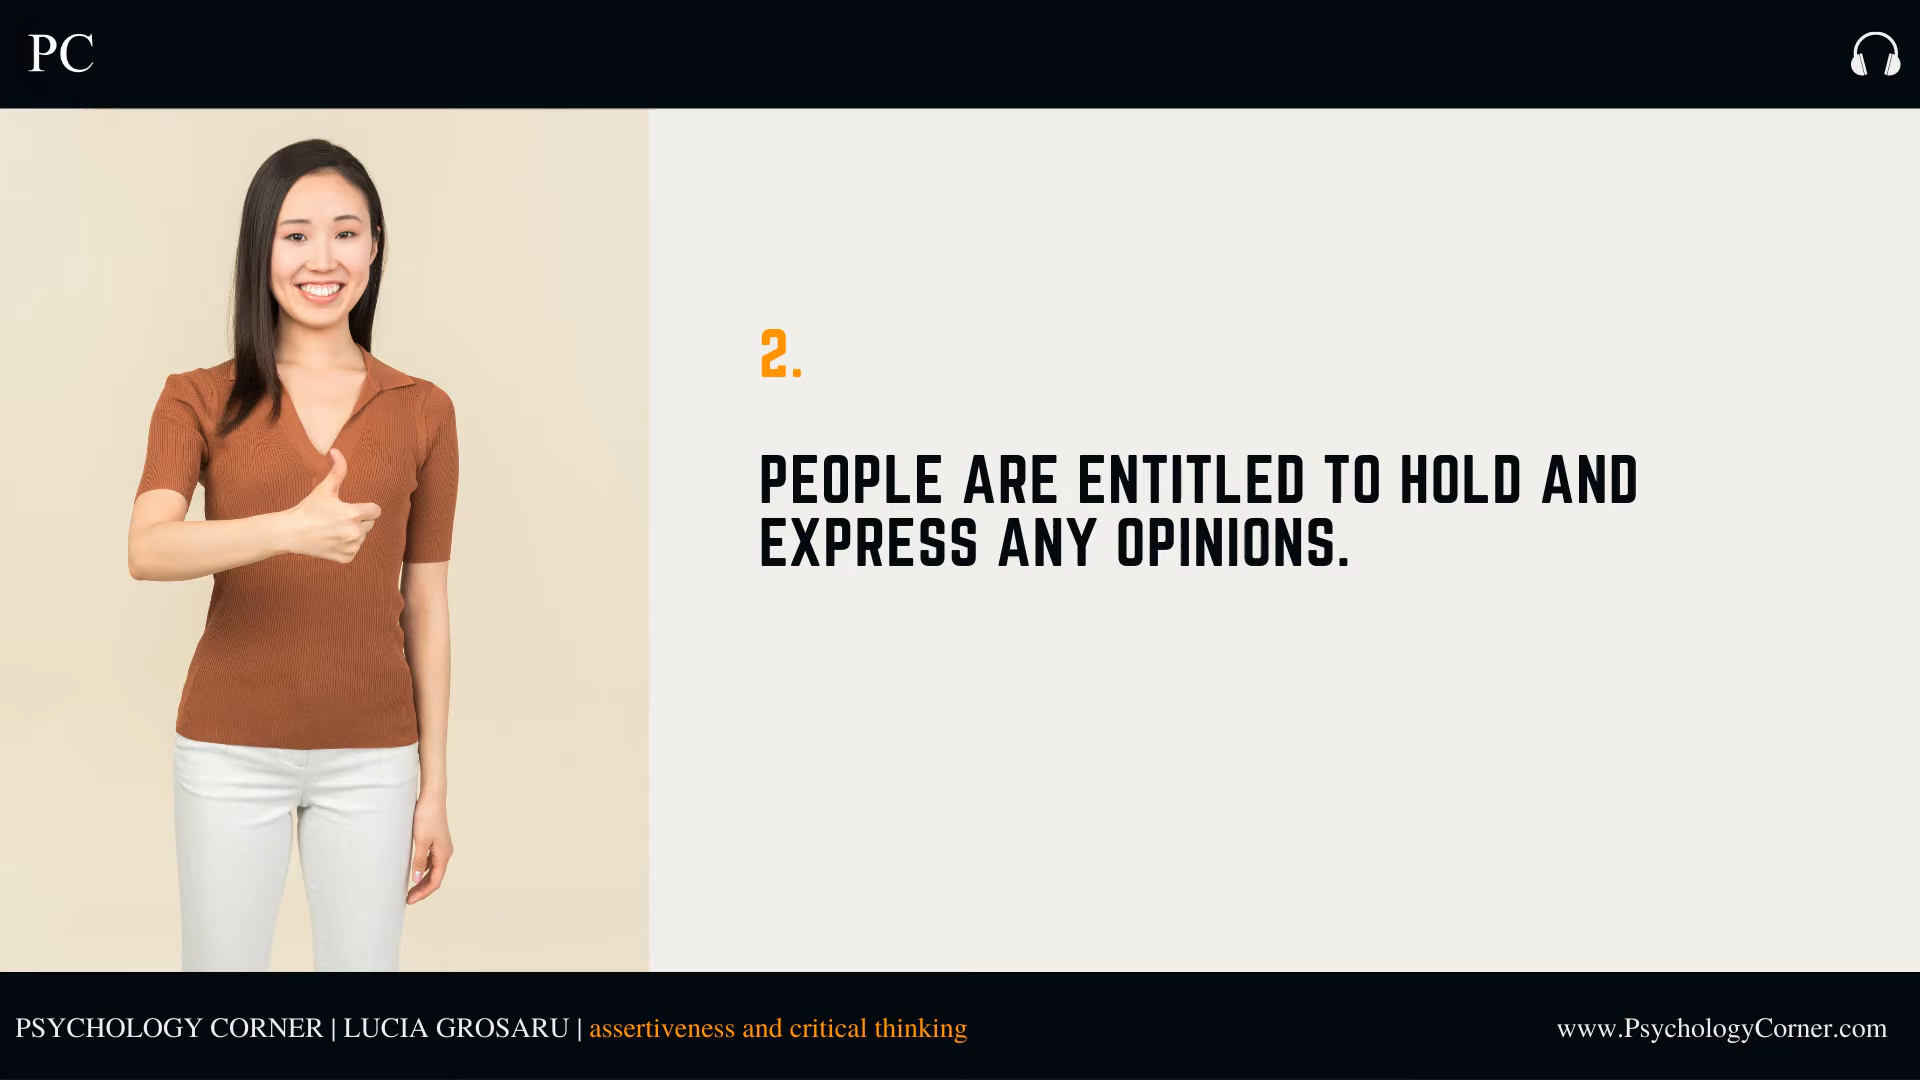 PC
2.
PEOPLE ARE ENTITLED TO HOLD AND
EXPRESS ANY OPINIONS.
PSYCHOLOGY CORNER | LUCIA GROSARU | assertiveness and critical thinking
www.PsychologyCorner.com